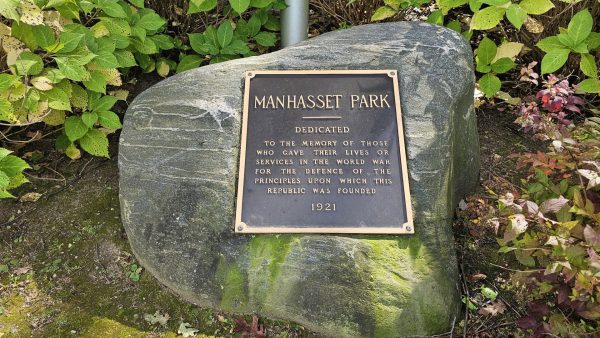 MANHASSET PARK
DEDICATED
TO THE MEMORY OF THOSE
WHO GAVE THEIR LIVES OR
SERVICES IN THE WORLD WAR
FOR THE DEFENCE OF THE
PRINCIPLES UPON WHICH THIS
REPUBLIC WAS FOUNDED
1921